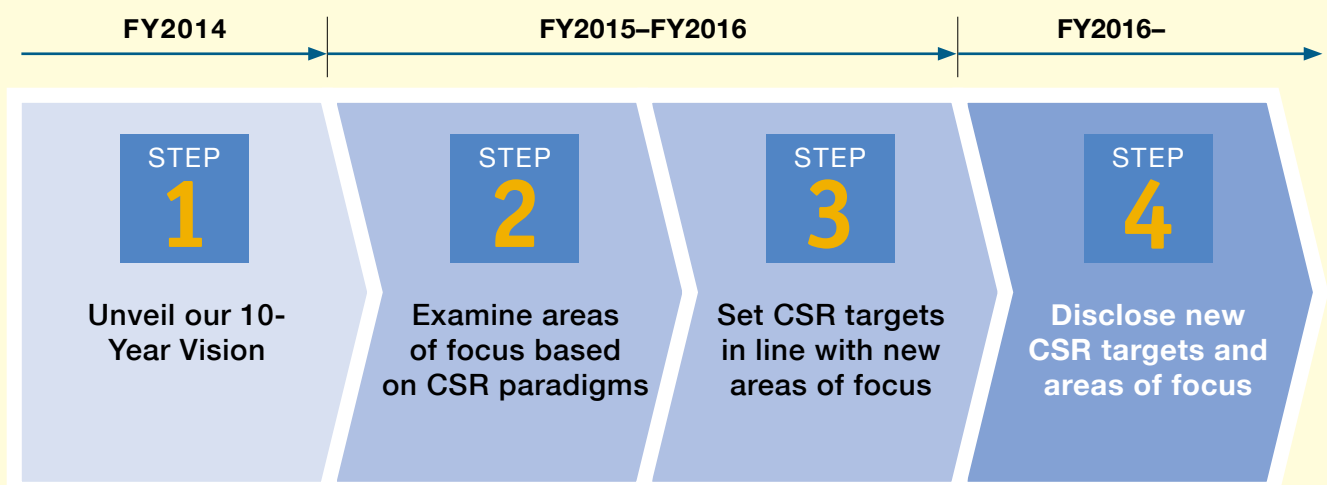 FY2014
FY2015–FY2016
FY2016–
STEP
1
Unveil our 10-
Year Vision
STEP
2
Examine areas
of focus based
on CSR paradigms
STEP
3
Set CSR targets
in line with new
areas of focus
STEP
4
Disclose new
CSR targets and
areas of focus